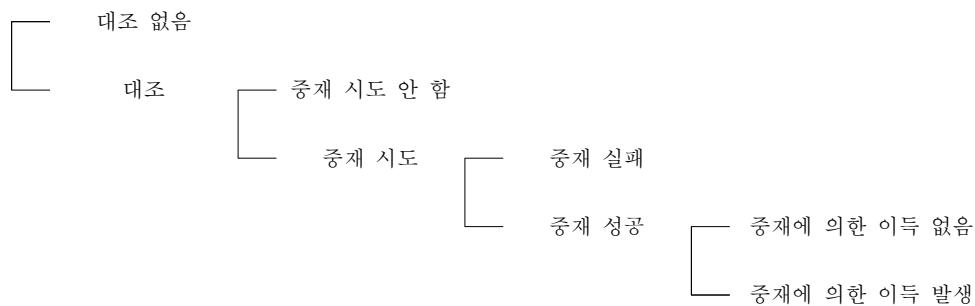 대조 없음
대조 중재 시도 안 함
중재 시도 중재 실패
중재 성공 중재에 의한 이득 없음
중재에 의한 이득 발생